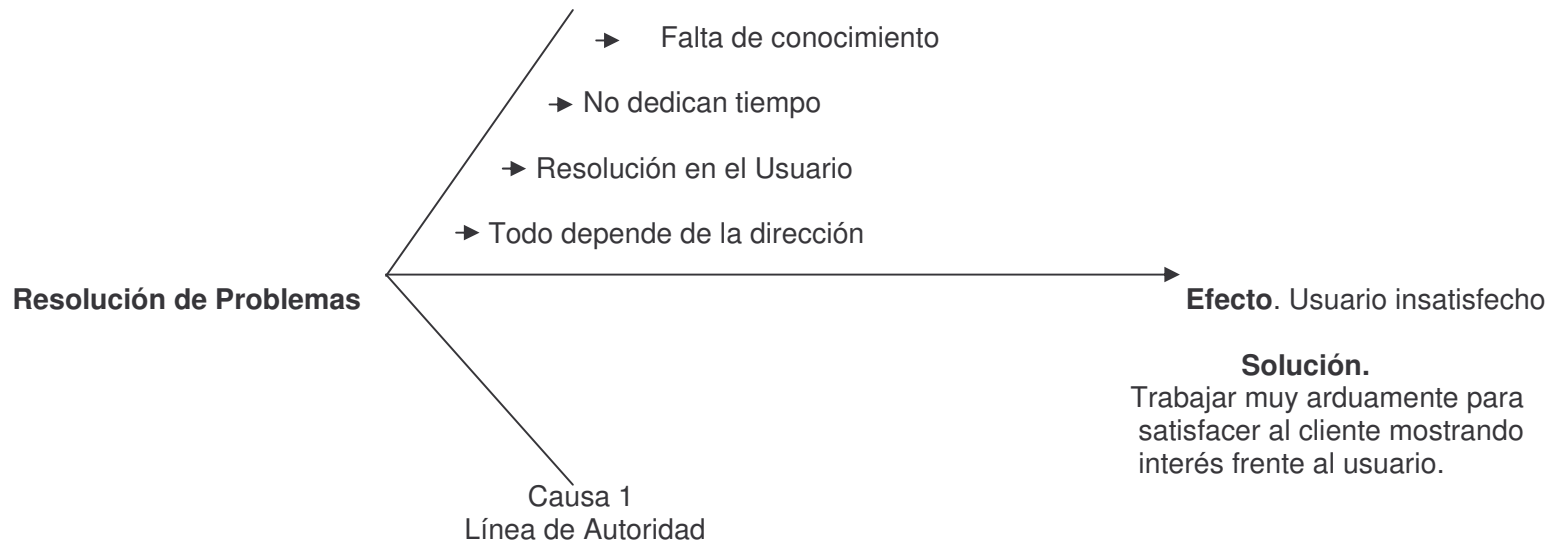 Falta de conocimiento
No dedican tiempo
Resolución en el Usuario
Todo depende de la dirección
Resolución de Problemas
Efecto. Usuario insatisfecho
Solución.
Trabajar muy arduamente para
satisfacer al cliente mostrando
interés frente al usuario.
Causa 1
Línea de Autoridad